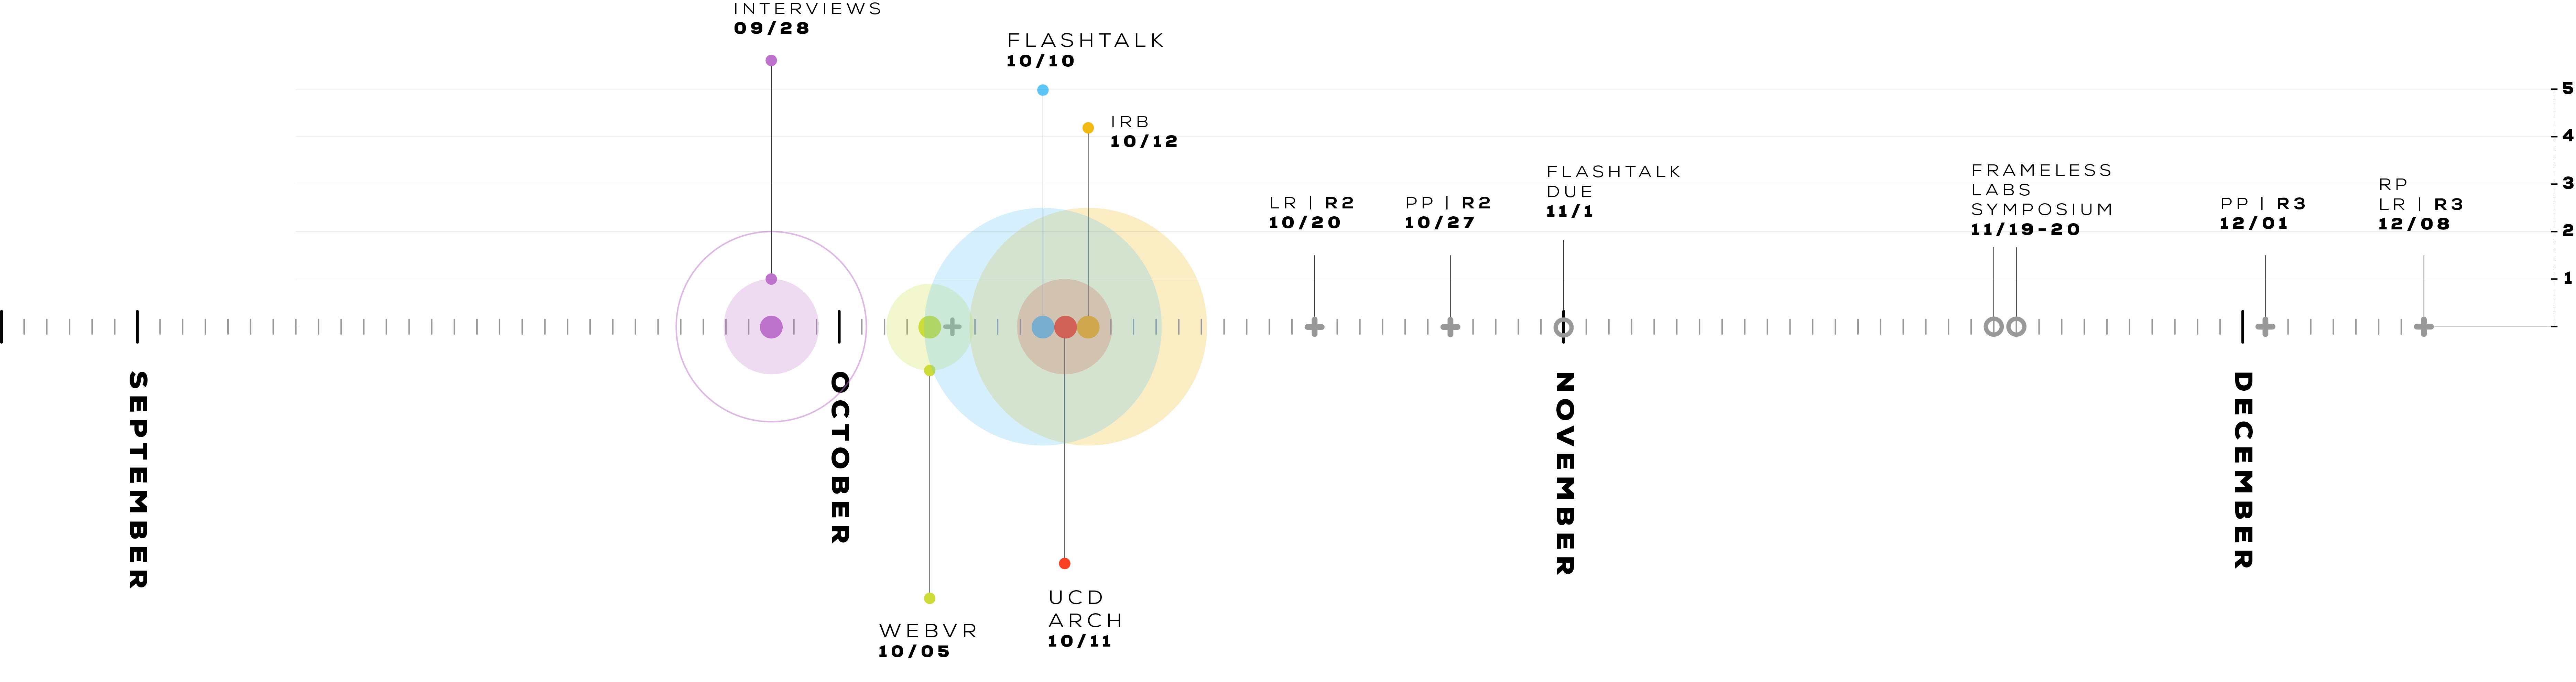 INTERVIEWS
09/28
FLASHTALK
10/10
IRB
10/12
LR | R2
10/20
PP | R2
10/27
FLASHTALK
DUE
11/1
FRAMELESS
LABS
SYMPOSIUM
11/19-20
PP | R3
12/01
RP
LR | R3
12/08
5
4
3
2
1
SEPTEMBER
OCTOBER
NOVEMBER
DECEMBER
WEBVR
10/05
UCD
ARCH
10/11